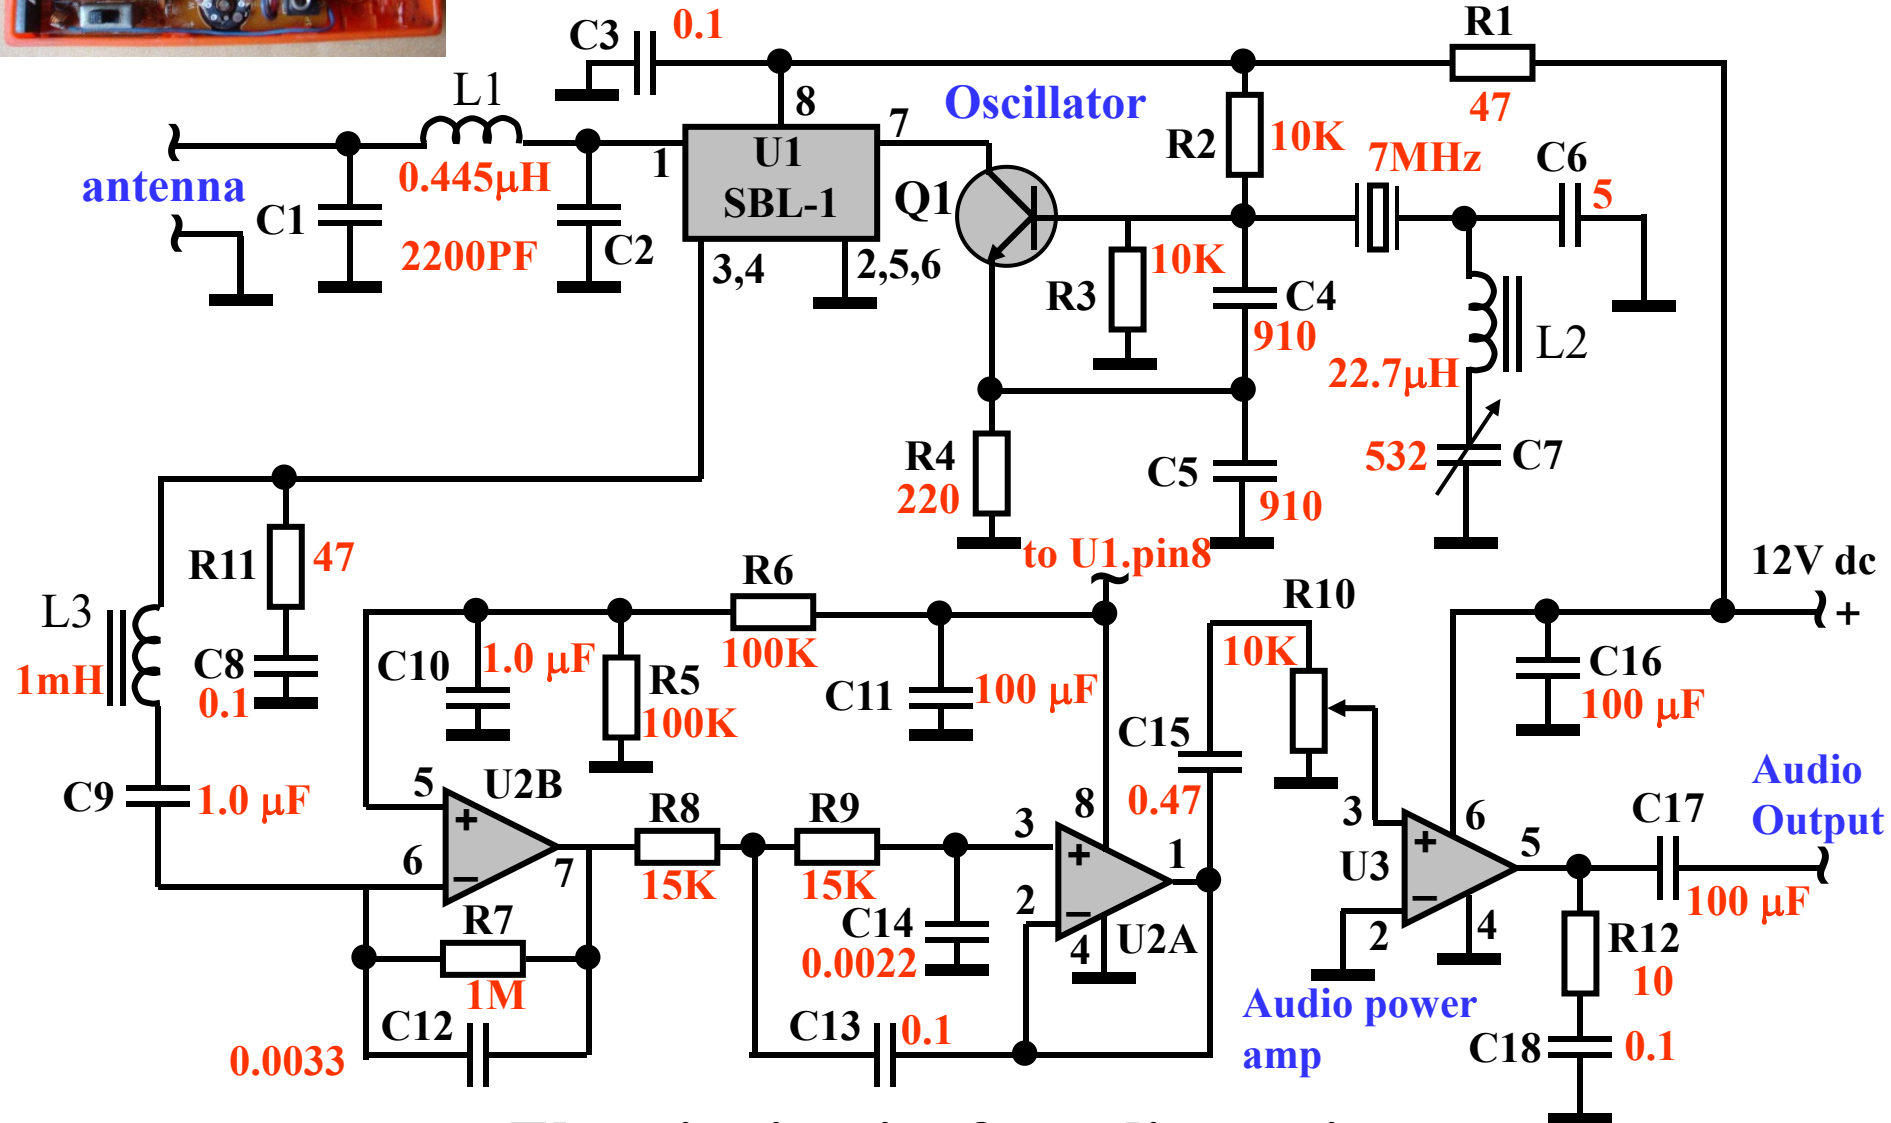 C3
0.1
R1
L1
8
Oscillator
7
47
U1
SBL-1
1
R2
10K
7MHz
C6
5
antenna
0.445μH
C1
2200PF
C2
3,4
2,5,6
Q1
10K
R3
C4
910
22.7μH
L2
R4
220
C5
910
532
C7
to U1.pin8
12V dc
+
R11
47
R6
100K
R10
10K
L3
1mH
C8
0.1
C10
1.0 μF
R5
100K
C11
100 μF
C16
100 μF
C15
0.47
C9
1.0 μF
5
U2B
+
6
−
7
R8
15K
R9
15K
3
8
+
2
−
1
4
U2A
C14
0.0022
3
6
+
U3
−
2
4
5
C17
100 μF
Audio
Output
R7
1M
C12
0.0033
C13
0.1
Audio power
amp
R12
10
C18
0.1